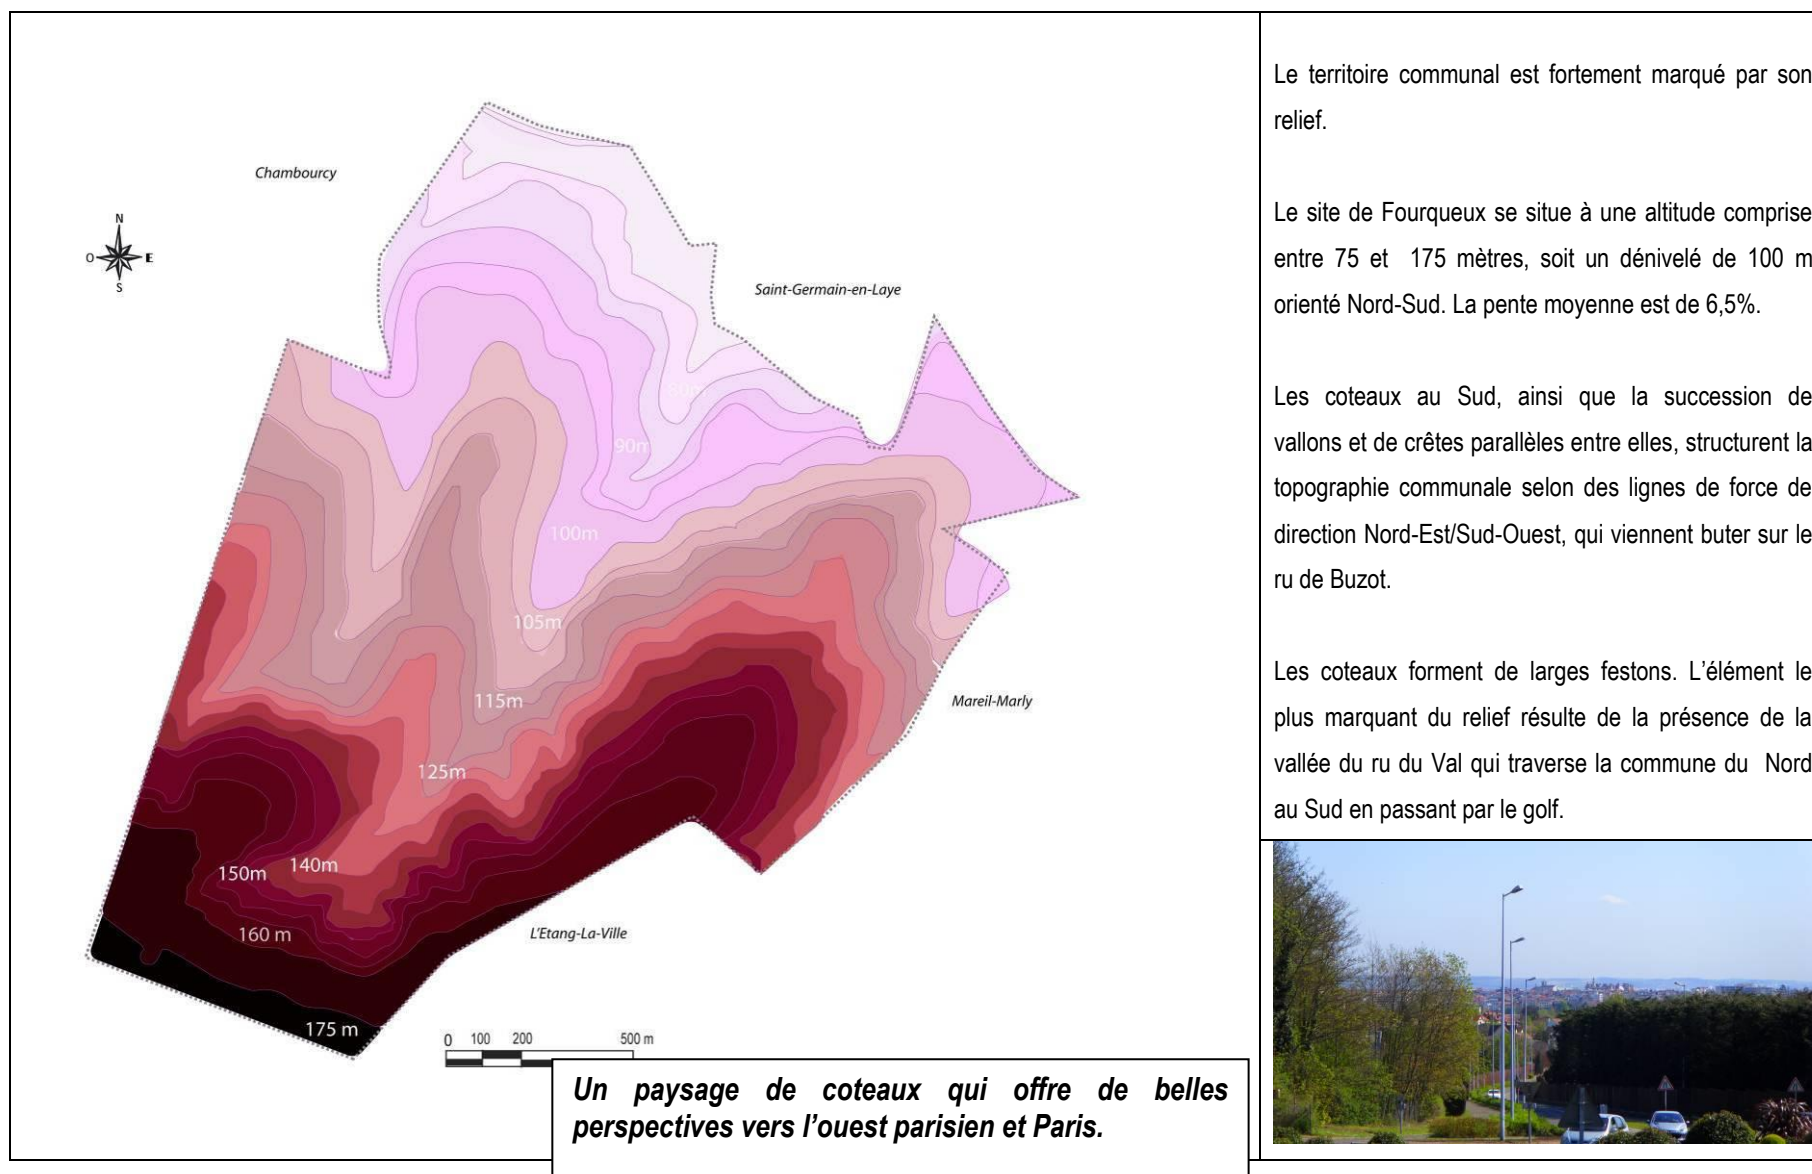 Chambourcy
N
O
E
S
Saint-Germain-en-Laye
80m
90m
100m
105m
115m
Mareil-Marly
125m
140m
150m
160 m
L'Etang-La-Ville
175 m
0 100 200 500 m
Un paysage de coteaux qui offre de belles
perspectives vers l'ouest parisien et Paris.
Le territoire communal est fortement marqué par son
relief.
Le site de Fourqueux se situe à une altitude comprise
entre 75 et 175 mètres, soit un dénivelé de 100 m
orienté Nord-Sud. La pente moyenne est de 6,5%.
Les coteaux au Sud, ainsi que la succession de
vallons et de crêtes parallèles entre elles, structurent la
topographie communale selon des lignes de force de
direction Nord-Est/Sud-Ouest, qui viennent buter sur le
ru de Buzot.
Les coteaux forment de larges festons. L'élément le
plus marquant du relief résulte de la présence de la
vallée du ru du Val qui traverse la commune du Nord
au Sud en passant par le golf.